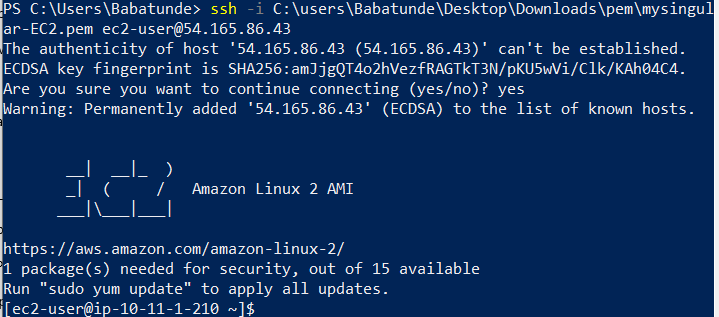 PS C:\Users\Babatunde> ssh -i C:\users\Babatunde\Desktop\Downloads\pem\mysingul
ar-EC2.pem ec2-user@54.165.86.43
The authenticity of host '54.165.86.43 (54.165.86.43)' can't be established.
ECDSA key fingerprint is SHA256:amJjgQT4o2hVezfRAGTkT3N/pKU5wVi/Clk/KAh04C4.
Are you sure you want to continue connecting (yes/no)? yes
Warning: Permanently added '54.165.86.43' (ECDSA) to the list of known hosts.
       __|  __|_  )
       _|  (     /   Amazon Linux 2 AMI
      ___|\___|___|
https://aws.amazon.com/amazon-linux-2/
1 package(s) needed for security, out of 15 available
Run "sudo yum update" to apply all updates.
[ec2-user@ip-10-11-1-210 ~]$